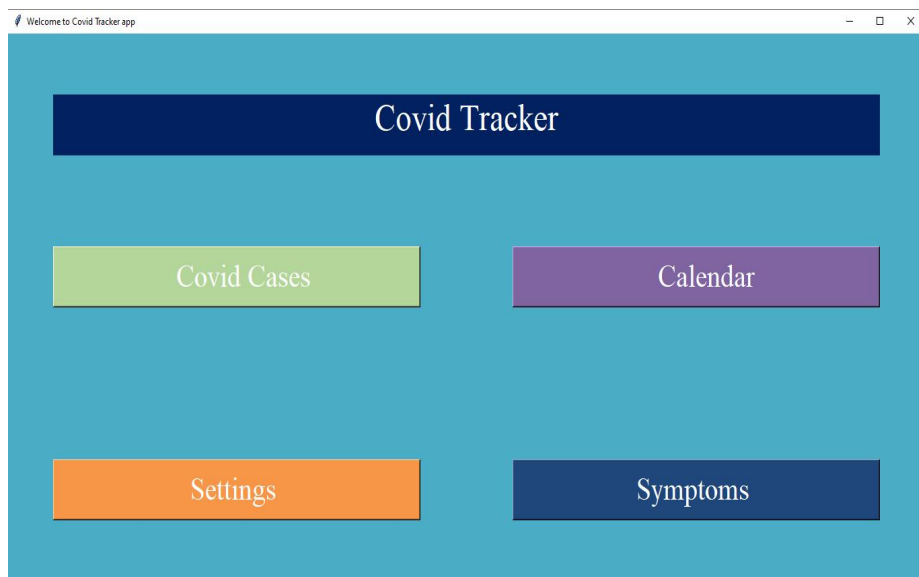 Welcome to Covid Tracker app
Covid Tracker
Covid Cases
Calendar
Settings
Symptoms